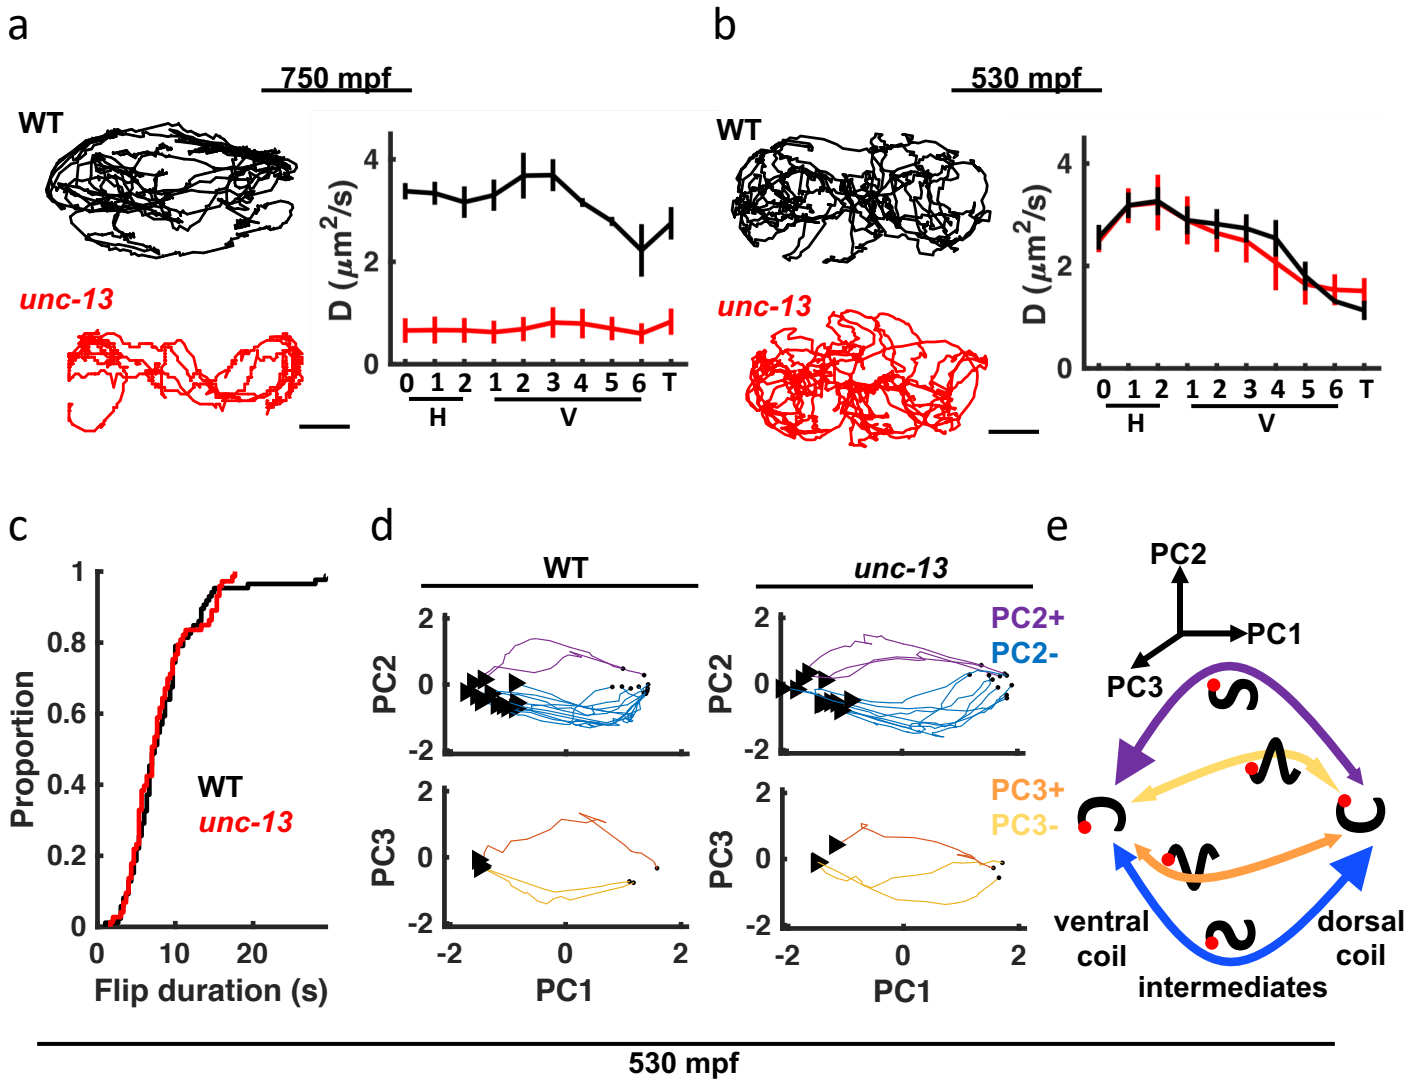 a
750 mpf
WT
unc-13
D (μm²/s)
4
2
0
0 1 2 1 2 3 4 5 6 T
H V
b
530 mpf
WT
unc-13
D (μm²/s)
4
2
0
0 1 2 1 2 3 4 5 6 T
H V
c
Proportion
1
0.8
0.6
0.4
0.2
0
0 10 20
Flip duration (s)
WT
unc-13
d
WT
unc-13
PC2
2
0
-2
PC2
2
0
-2
PC2+
PC2-
PC3
2
0
-2
-2 0 2
PC1
PC3
2
0
-2
-2 0 2
PC1
PC3+
PC3-
e
PC2
PC1
PC3
ventral
coil
dorsal
coil
intermediates
530 mpf